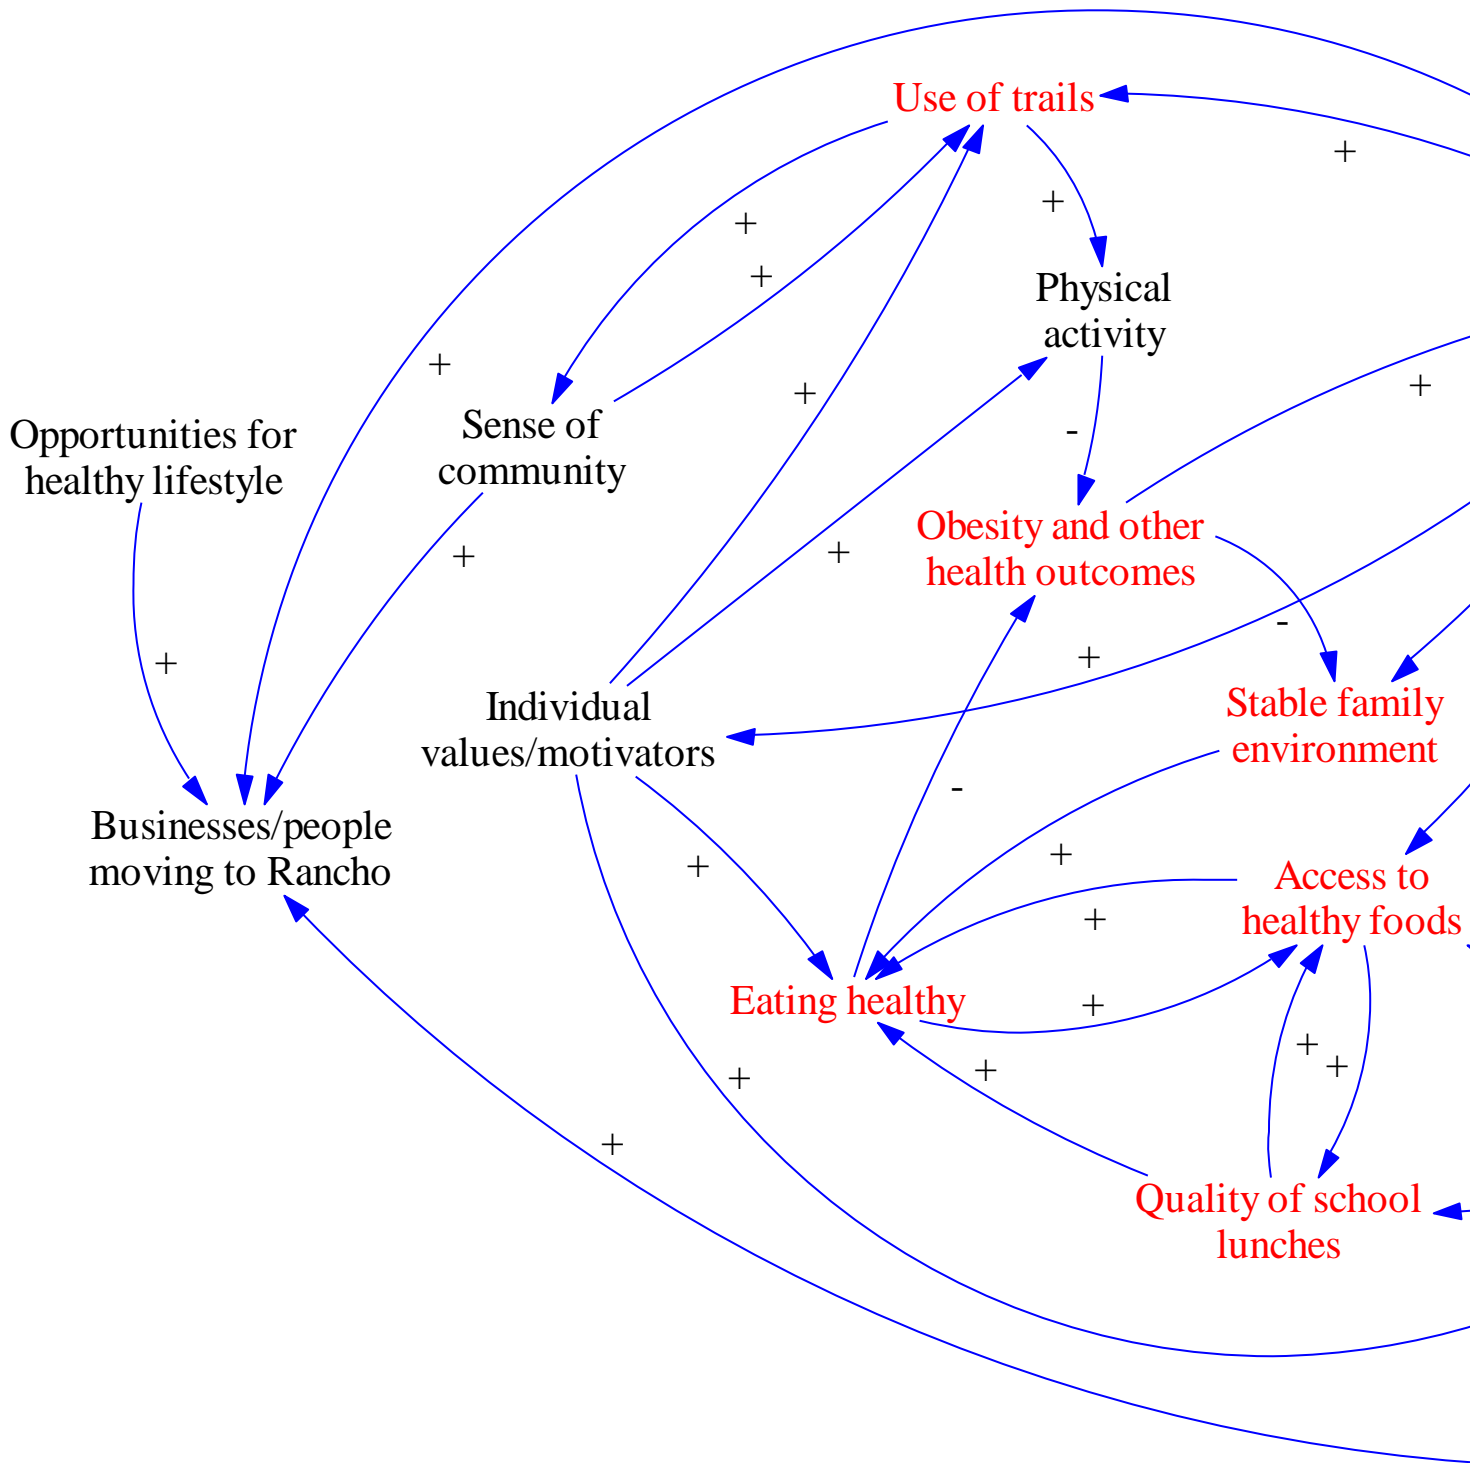 Use of trails
+
+
+
+
Physical
activity
+
+
+
Opportunities for
healthy lifestyle
Sense of
community
-
+
+
Obesity and other
health outcomes
-
+
+
Individual
values/motivators
Stable family
environment
-
Businesses/people
moving to Rancho
+
+
Access to
healthy foods
+
Eating healthy
+
+
+
+
+
+
Quality of school
lunches